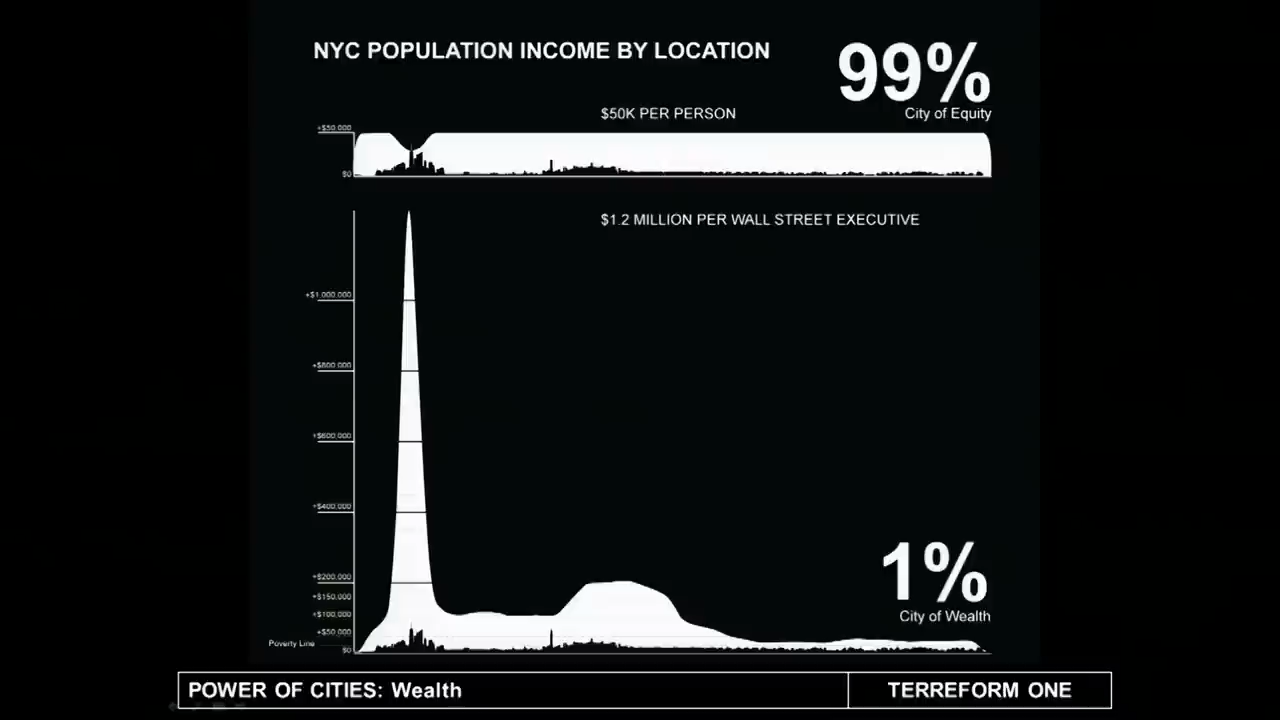 NYC POPULATION INCOME BY LOCATION
99%
City of Equity
$50K PER PERSON
+$50,000
$0
$1.2 MILLION PER WALL STREET EXECUTIVE
+$1,000,000
+$800,000
+$600,000
+$400,000
+$200,000
+$150,000
+$100,000
+$50,000
Poverty Line
$0
1%
City of Wealth
POWER OF CITIES: Wealth
TERREFORM ONE